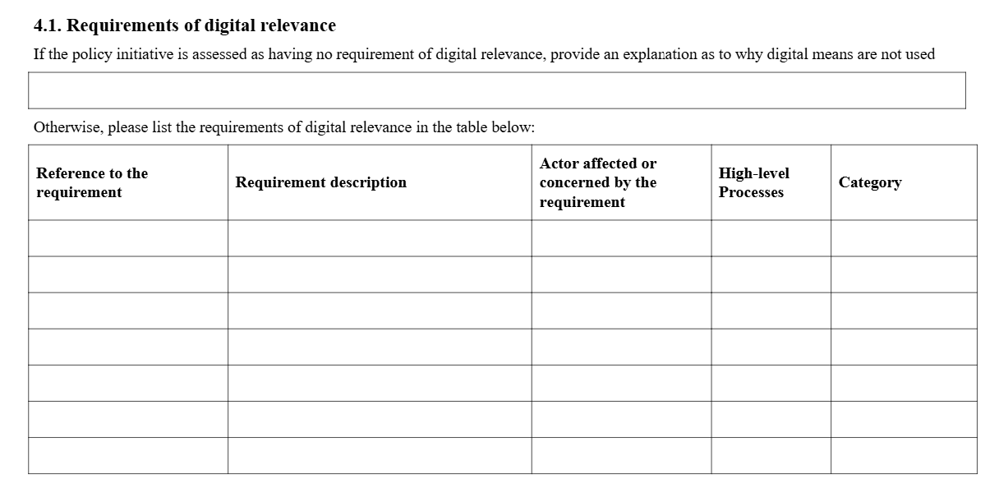 4.1. Requirements of digital relevance
If the policy initiative is assessed as having no requirement of digital relevance, provide an explanation as to why digital means are not used
Otherwise, please list the requirements of digital relevance in the table below:
Reference to the
requirement
Requirement description
Actor affected or
concerned by the
requirement
High-level
Processes
Category